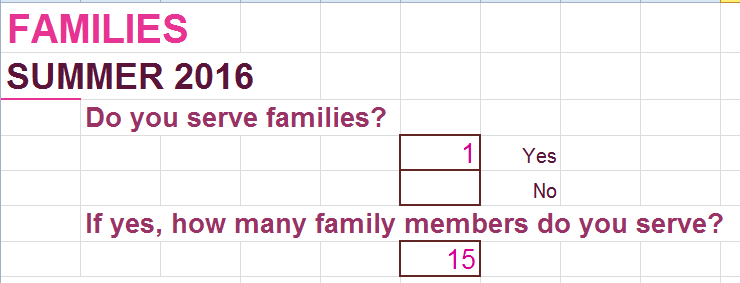 FAMILIES
SUMMER 2016
Do you serve families?
1 Yes
No
If yes, how many family members do you serve?
15